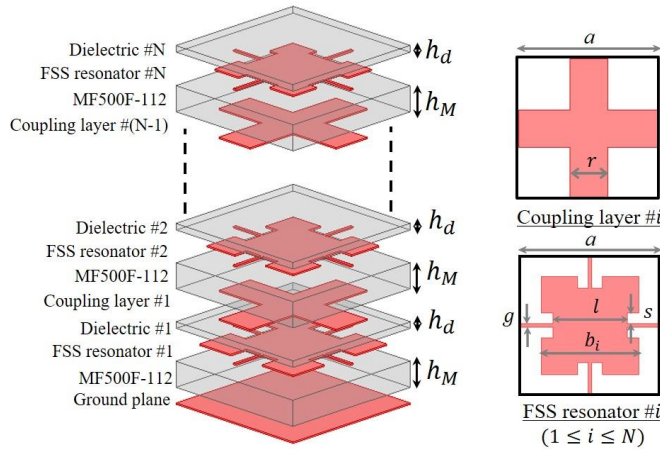 Dielectric #N
FSS resonator #N
MF500F-112
Coupling layer #(N-1)
h_d
h_M
Dielectric #2
FSS resonator #2
MF500F-112
Coupling layer #1
Dielectric #1
FSS resonator #1
MF500F-112
Ground plane
h_d
h_M
h_d
h_M
a
r
Coupling layer #i
a
g
l
s
b_i
FSS resonator #i
(1 ≤ i ≤ N)